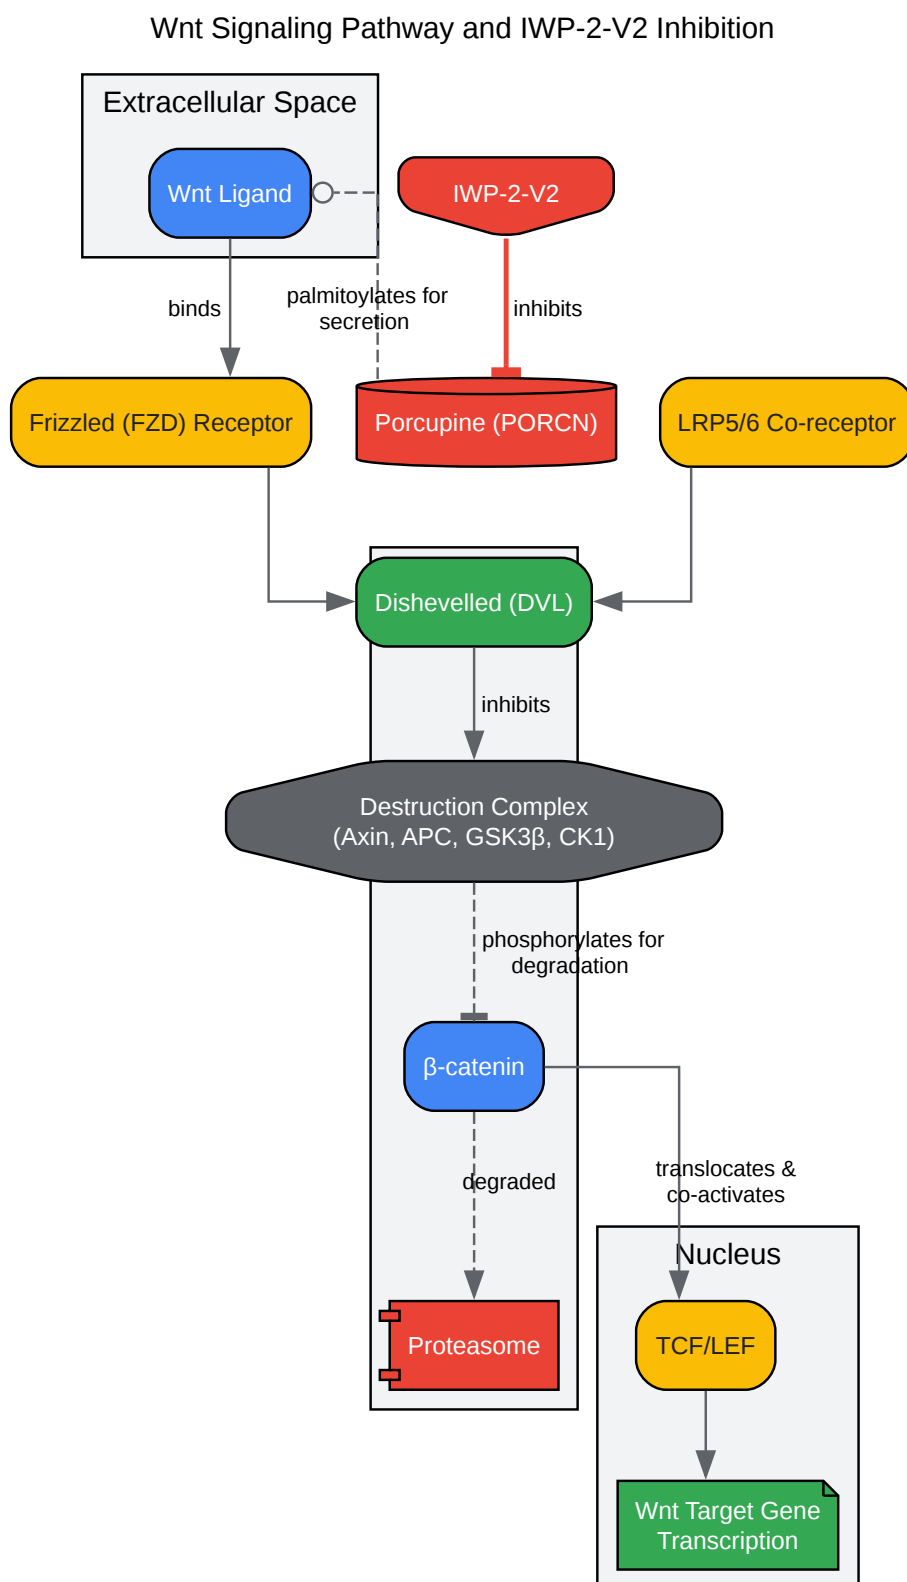 Wnt Signaling Pathway and IWP-2-V2 Inhibition
Extracellular Space
Wnt Ligand
IWP-2-V2
binds
palmitoylates for
secretion
inhibits
Frizzled (FZD) Receptor
Porcupine (PORCN)
LRP5/6 Co-receptor
Dishevelled (DVL)
inhibits
Destruction Complex
(Axin, APC, GSK3β, CK1)
phosphorylates for
degradation
β-catenin
degraded
translocates &
co-activates
Nucleus
Proteasome
TCF/LEF
Wnt Target Gene
Transcription